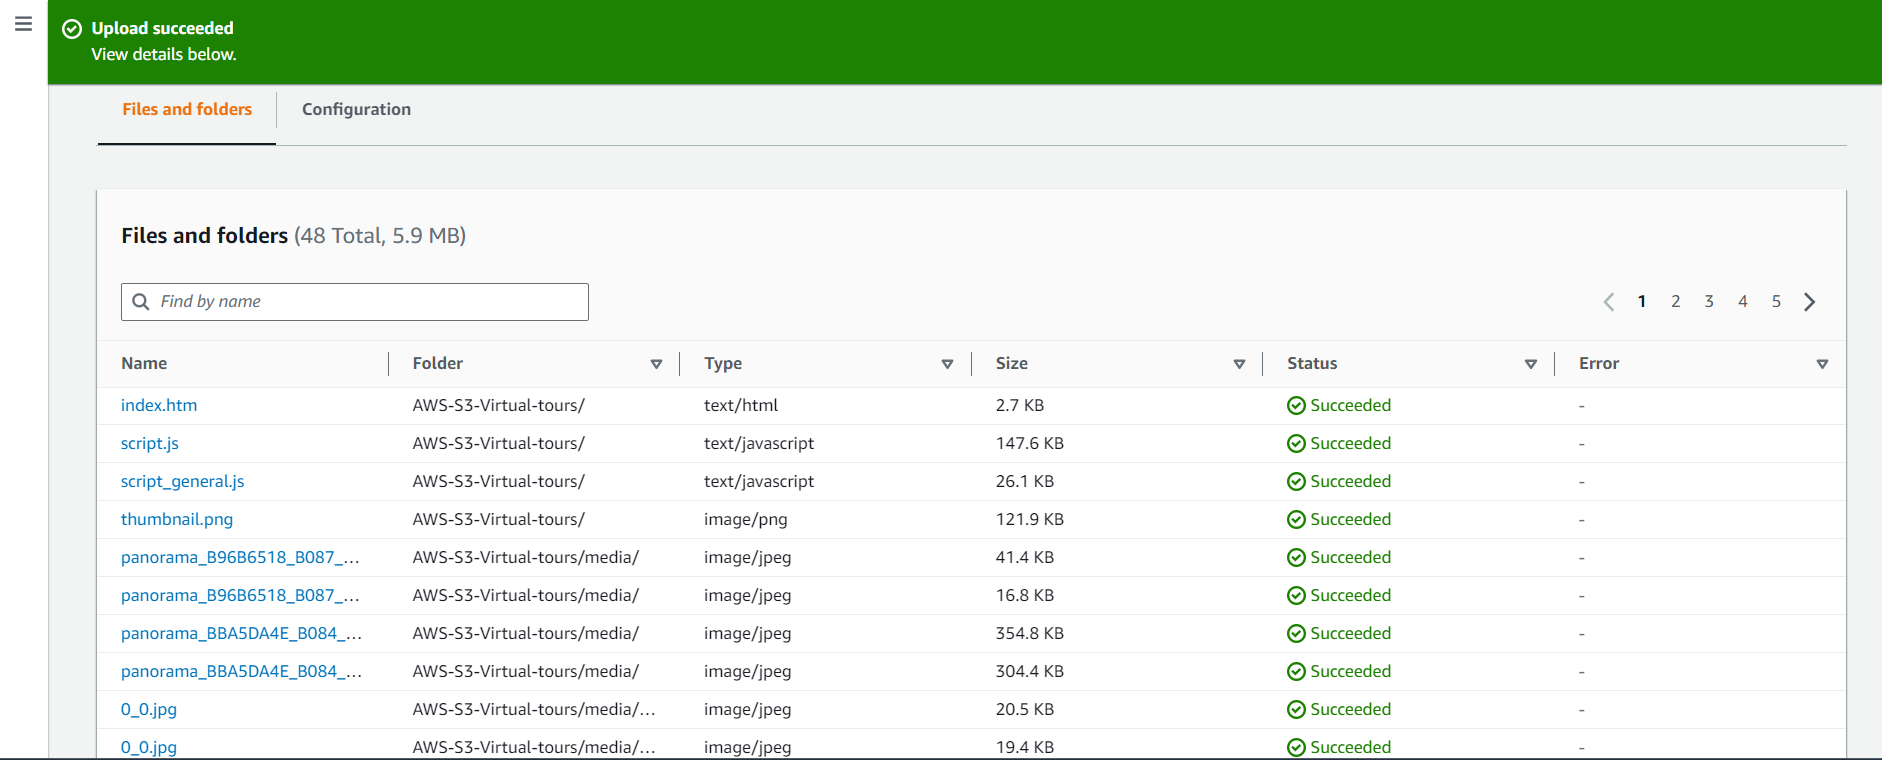 Upload succeeded
View details below.
Files and folders
Configuration
Files and folders (48 Total, 5.9 MB)
Find by name
1 2 3 4 5
Name Folder Type Size Status Error
index.htm AWS-S3-Virtual-tours/ text/html 2.7 KB Succeeded -
script.js AWS-S3-Virtual-tours/ text/javascript 147.6 KB Succeeded -
script_general.js AWS-S3-Virtual-tours/ text/javascript 26.1 KB Succeeded -
thumbnail.png AWS-S3-Virtual-tours/ image/png 121.9 KB Succeeded -
panorama_B96B6518_B087_... AWS-S3-Virtual-tours/media/ image/jpeg 41.4 KB Succeeded -
panorama_B96B6518_B087_... AWS-S3-Virtual-tours/media/ image/jpeg 16.8 KB Succeeded -
panorama_BBA5DA4E_B084_... AWS-S3-Virtual-tours/media/ image/jpeg 354.8 KB Succeeded -
panorama_BBA5DA4E_B084_... AWS-S3-Virtual-tours/media/ image/jpeg 304.4 KB Succeeded -
0_0.jpg AWS-S3-Virtual-tours/media/... image/jpeg 20.5 KB Succeeded -
0_0.jpg AWS-S3-Virtual-tours/media/... image/jpeg 19.4 KB Succeeded -